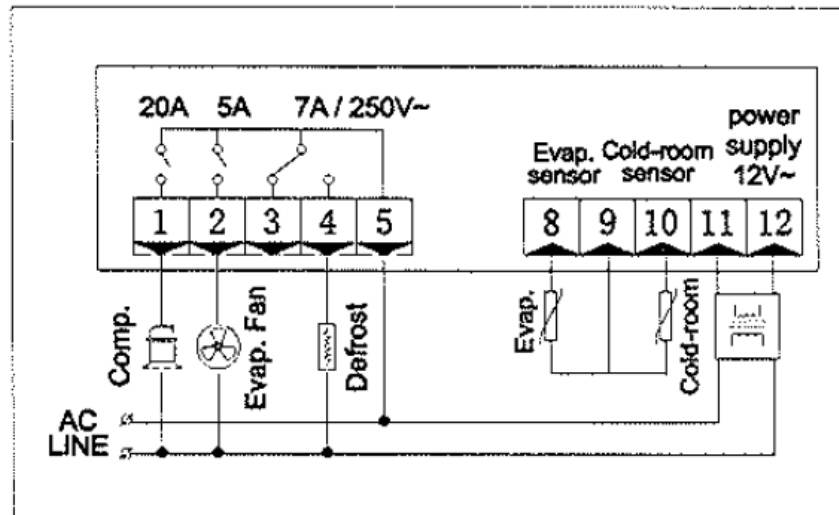 20A 5A 7A / 250V~
Evap. sensor
Cold-room sensor
power supply 12V~
1 2 3 4 5
8 9 10 11 12
Comp.
Evap. Fan
Defrost
Evap.
Cold-room
AC LINE